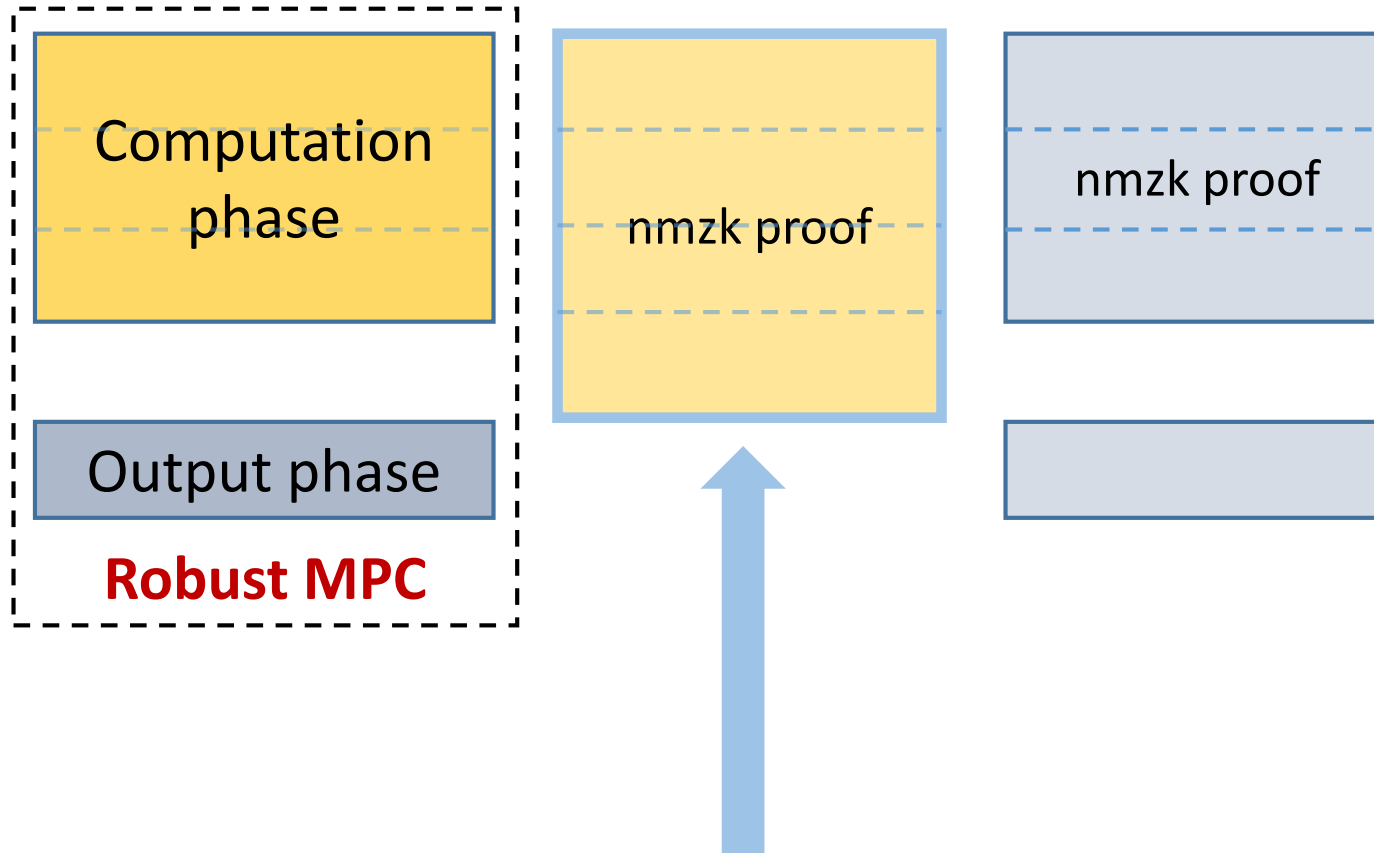 Computation
phase
Output phase
Robust MPC
nmzk proof
nmzk proof